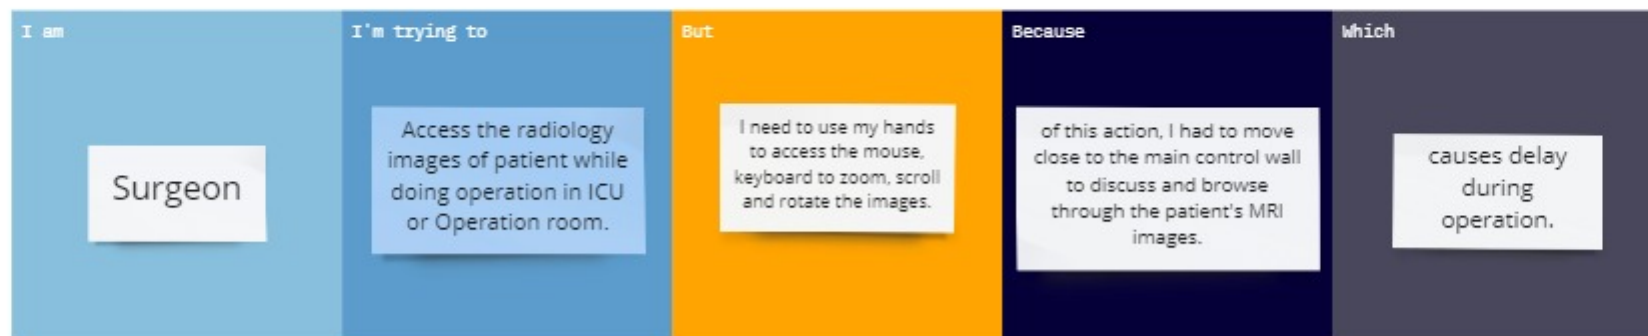 I am
Surgeon
I'm trying to
Access the radiology
images of patient while
doing operation in ICU
or Operation room.
But
I need to use my hands
to access the mouse,
keyboard to zoom, scroll
and rotate the images.
Because
of this action, I had to move
close to the main control wall
to discuss and browse
through the patient's MRI
images.
Which
causes delay
during
operation.